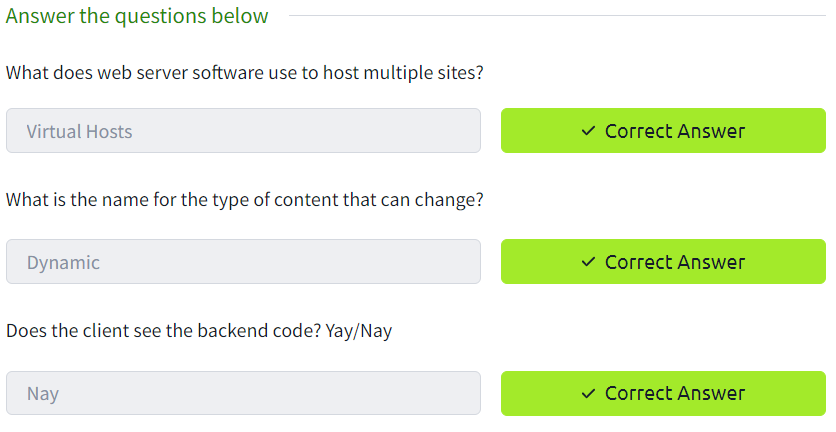 Answer the questions below
What does web server software use to host multiple sites?
Virtual Hosts
✓ Correct Answer
What is the name for the type of content that can change?
Dynamic
✓ Correct Answer
Does the client see the backend code? Yay/Nay
Nay
✓ Correct Answer